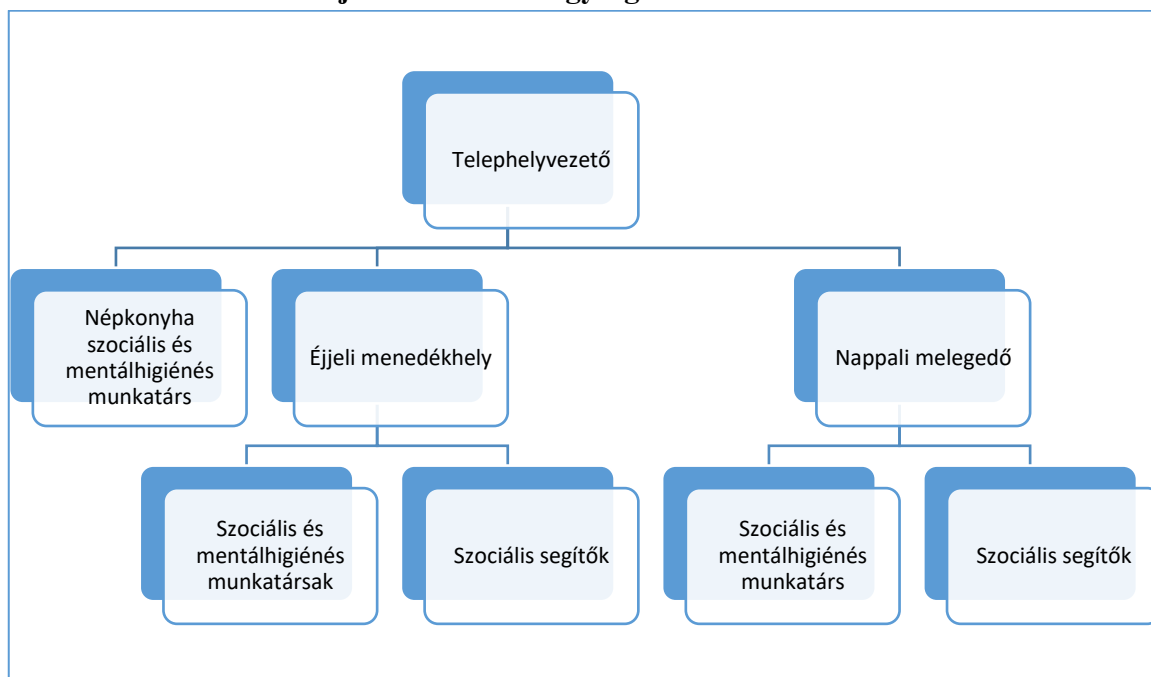 Telephelyvezető
Népkonyha
szociális és
mentálhigiénés
munkatárs
Éjjeli menedékhely
Nappali melegedő
Szociális és
mentálhigiénés
munkatársak
Szociális segítők
Szociális és
mentálhigiénés
munkatárs
Szociális segítők